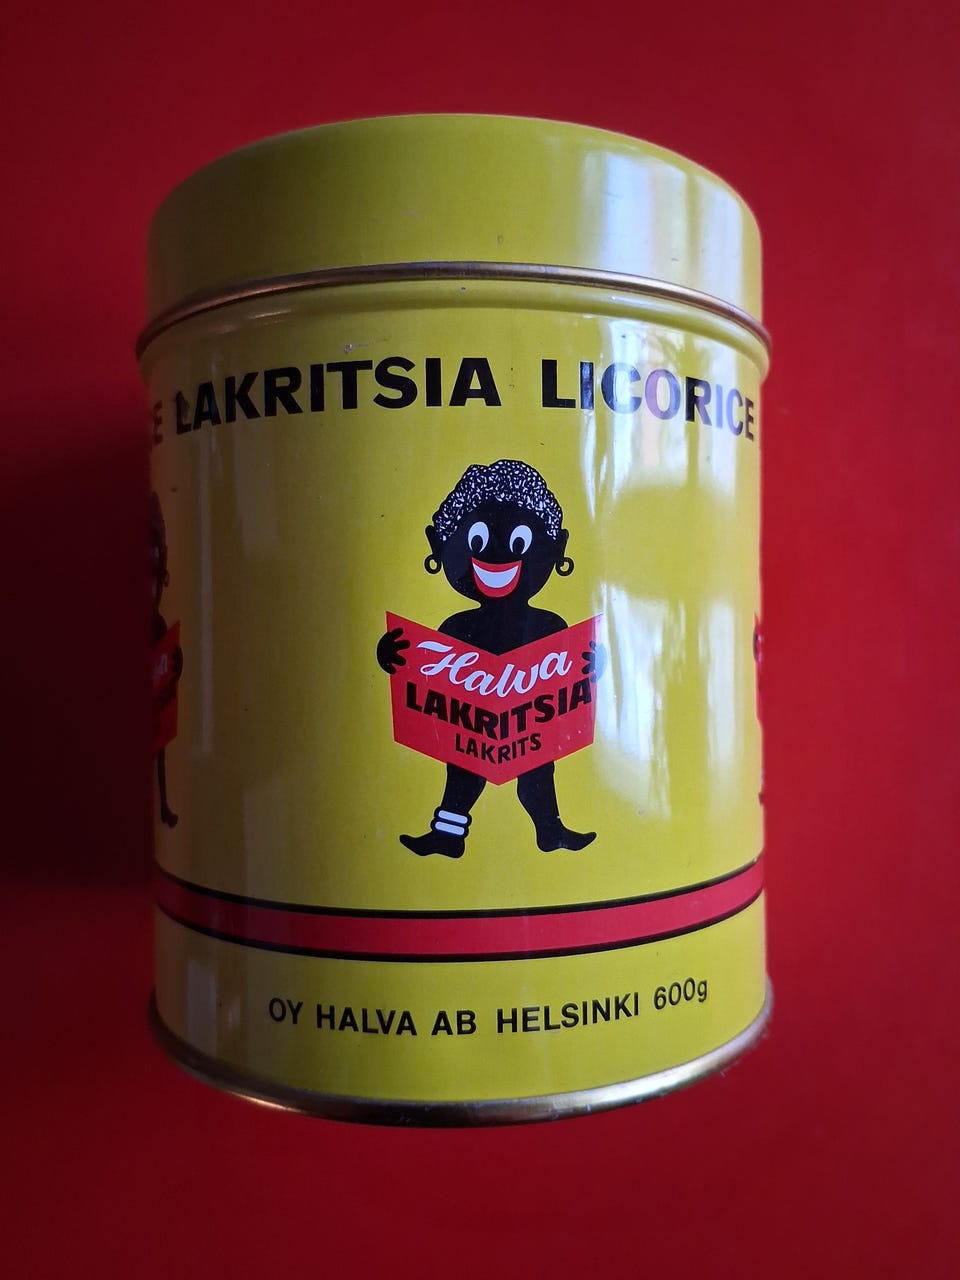 LAKRITSIA LICORICE
Halva
LAKRITSIA
LAKRITS
OY HALVA AB HELSINKI 600g